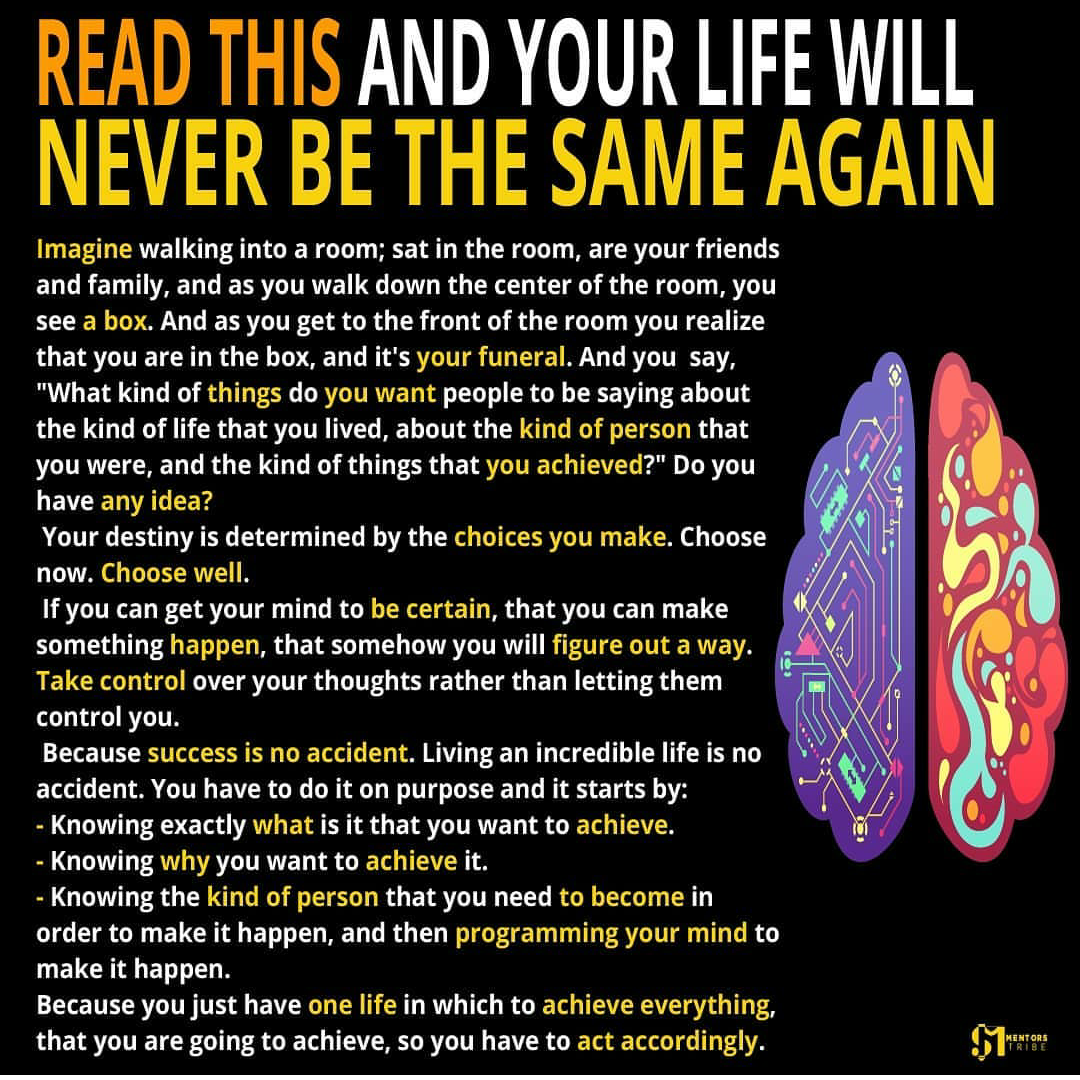 READ THIS AND YOUR LIFE WILL
NEVER BE THE SAME AGAIN
Imagine walking into a room; sat in the room, are your friends
and family, and as you walk down the center of the room, you
see a box. And as you get to the front of the room you realize
that you are in the box, and it's your funeral. And you say,
"What kind of things do you want people to be saying about
the kind of life that you lived, about the kind of person that
you were, and the kind of things that you achieved?" Do you
have any idea?
Your destiny is determined by the choices you make. Choose
now. Choose well.
If you can get your mind to be certain, that you can make
something happen, that somehow you will figure out a way.
Take control over your thoughts rather than letting them
control you.
Because success is no accident. Living an incredible life is no
accident. You have to do it on purpose and it starts by:
- Knowing exactly what is it that you want to achieve.
- Knowing why you want to achieve it.
- Knowing the kind of person that you need to become in
order to make it happen, and then programming your mind to
make it happen.
Because you just have one life in which to achieve everything,
that you are going to achieve, so you have to act accordingly.
MENTORS
TRIBE